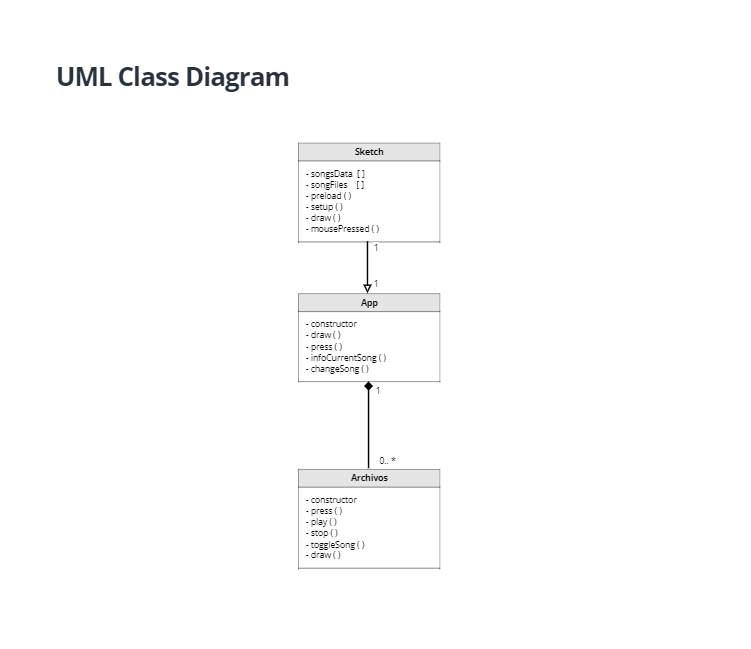 UML Class Diagram
Sketch
- songsData [ ]
- songFiles [ ]
- preload ( )
- setup ( )
- draw ( )
- mousePressed ( )
1
1
App
- constructor
- draw ( )
- press ( )
- infoCurrentSong ( )
- changeSong ( )
1
0.. *
Archivos
- constructor
- press ( )
- play ( )
- stop ( )
- toggleSong ( )
- draw ( )